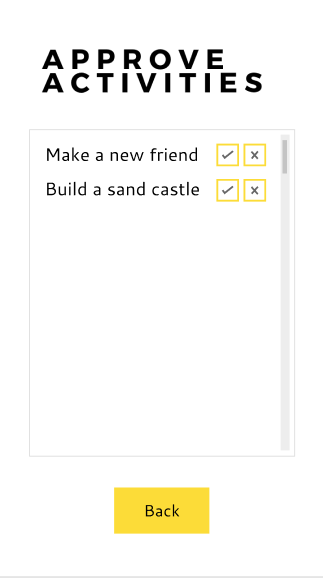 APPROVE
ACTIVITIES
Make a new friend
Build a sand castle
Back